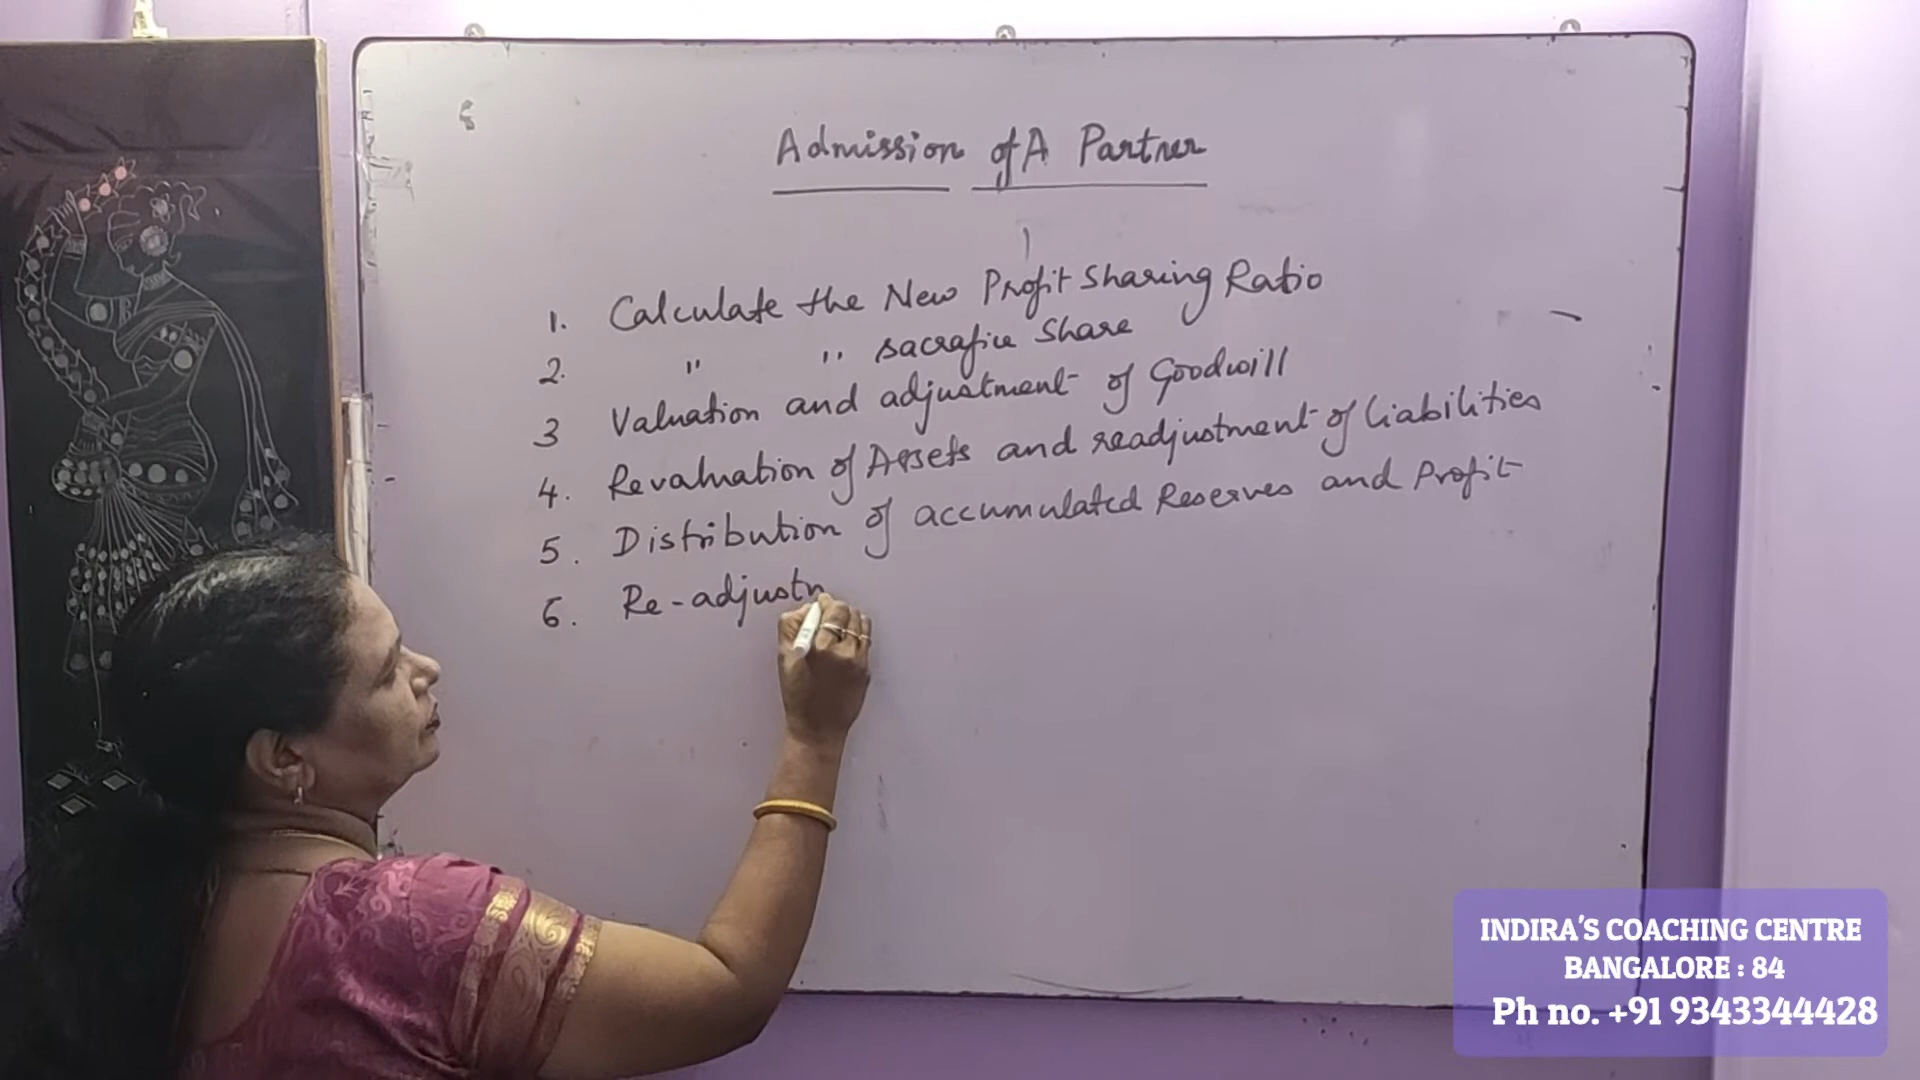 Admission of A Partner
1. Calculate the New Profit Sharing Ratio
2. " " sacrafice Share
3 Valuation and adjustment of Goodwill
4. Revaluation of Assets and readjustment of liabilities
5. Distribution of accumulated Reserves and Profit
6. Re-adjustm
INDIRA'S COACHING CENTRE
BANGALORE : 84
Ph no. +91 9343344428